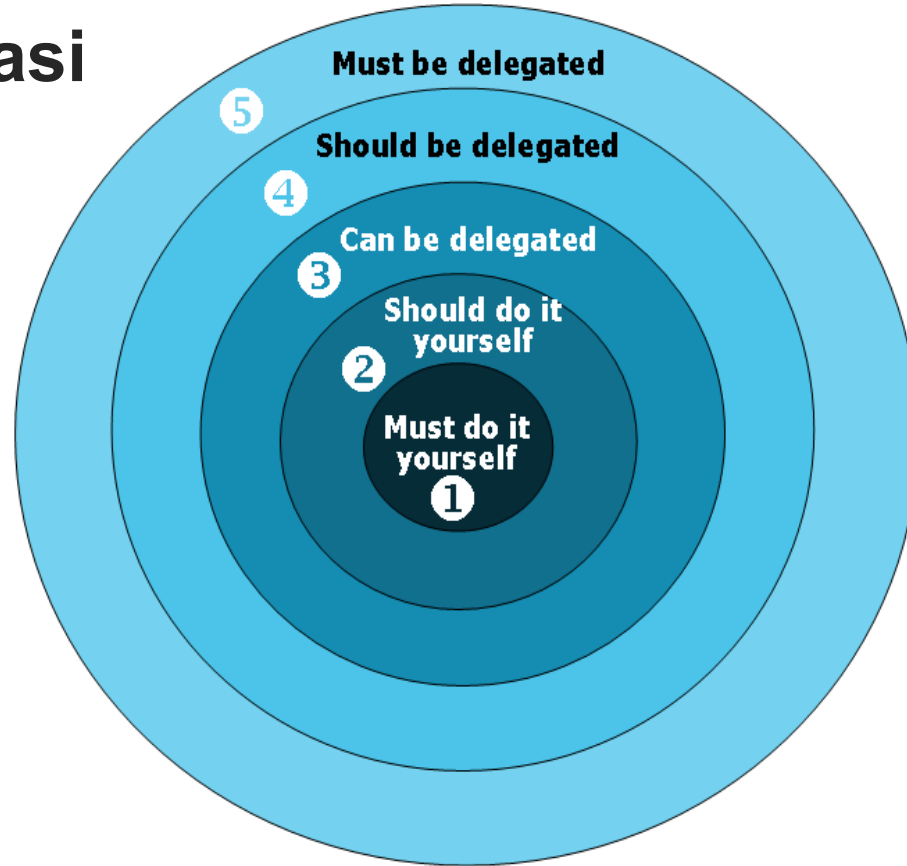 asi
Must be delegated
5
Should be delegated
4
Can be delegated
3
Should do it
yourself
2
Must do it
yourself
1